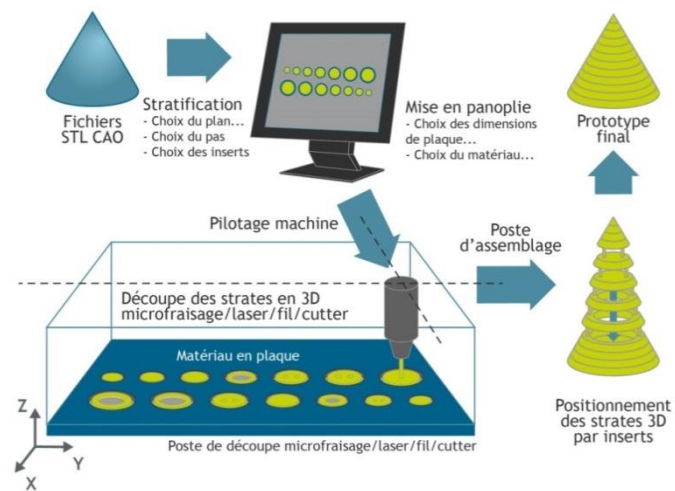 Fichiers
STL CAO
Stratification
- Choix du plan...
- Choix du pas
- Choix des inserts
Mise en panoplie
- Choix des dimensions
de plaque...
- Choix du matériau...
Prototype
final
Pilotage machine
Poste
d'assemblage
Découpe des strates en 3D
microfraisage/laser/fil/cutter
Matériau en plaque
Poste de découpe microfraisage/laser/fil/cutter
Z
Y
X
Positionnement
des strates 3D
par inserts